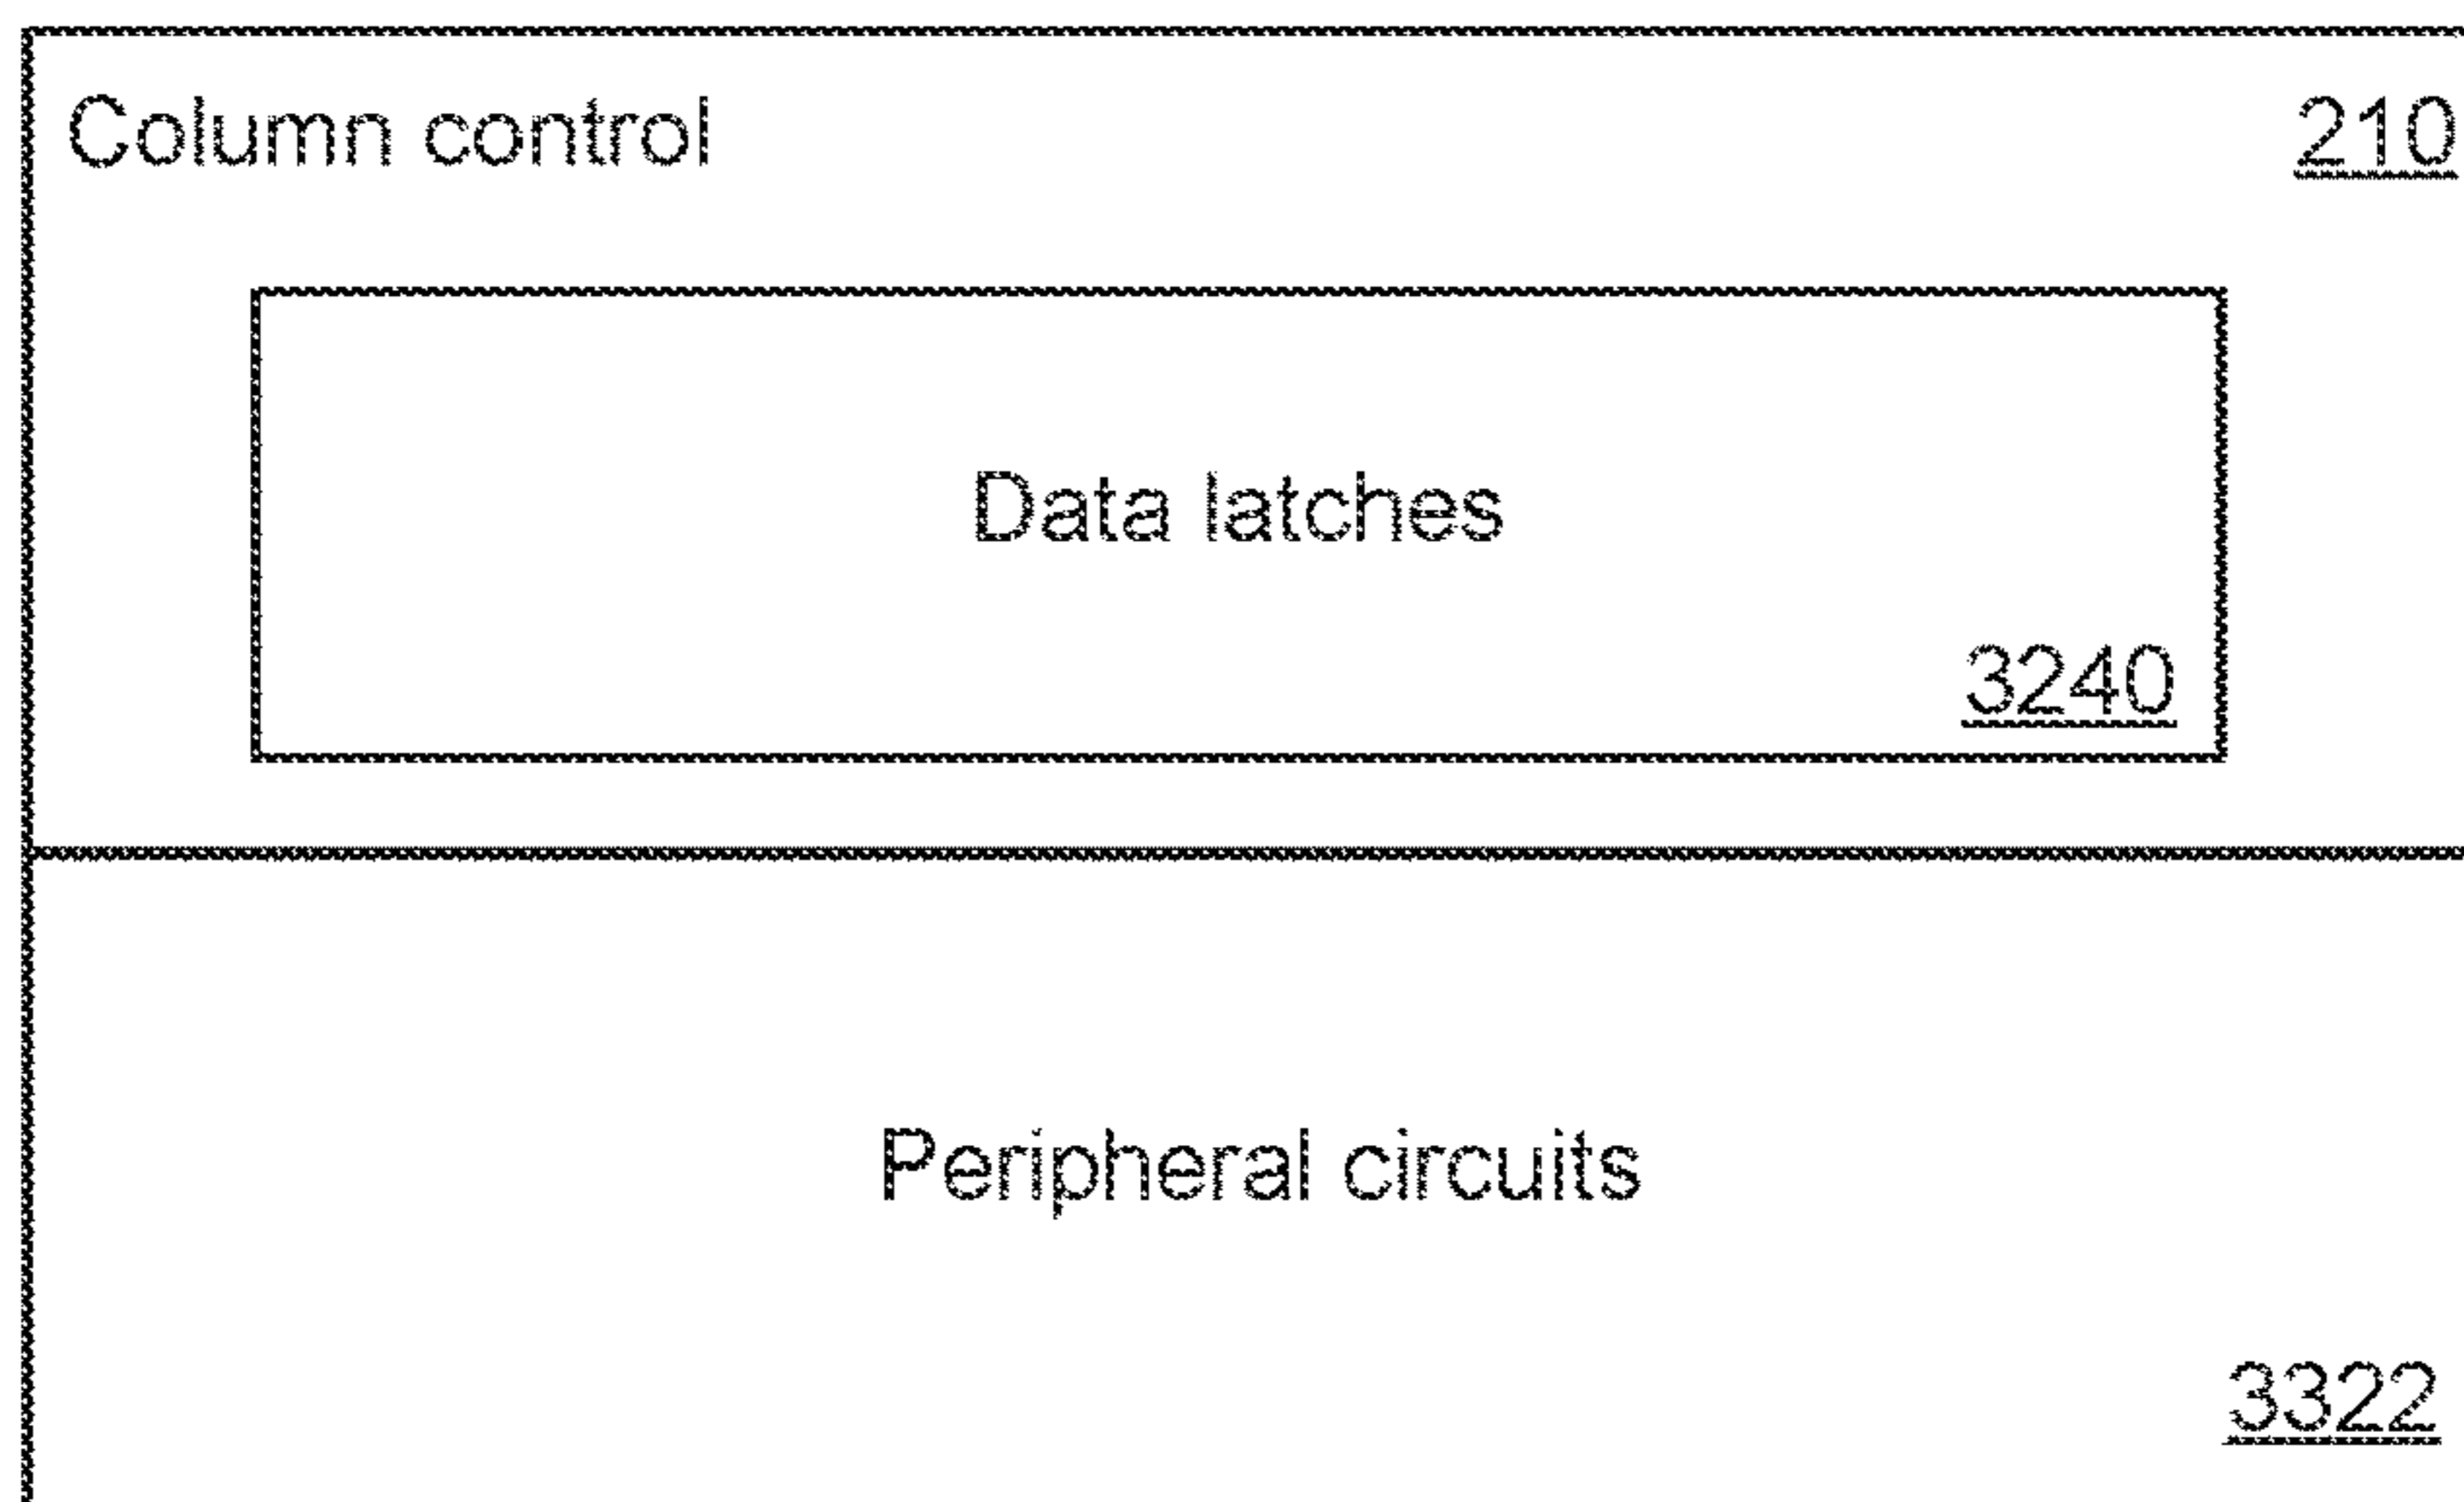 Column control 210
Data latches
3240
Peripheral circuits
3322